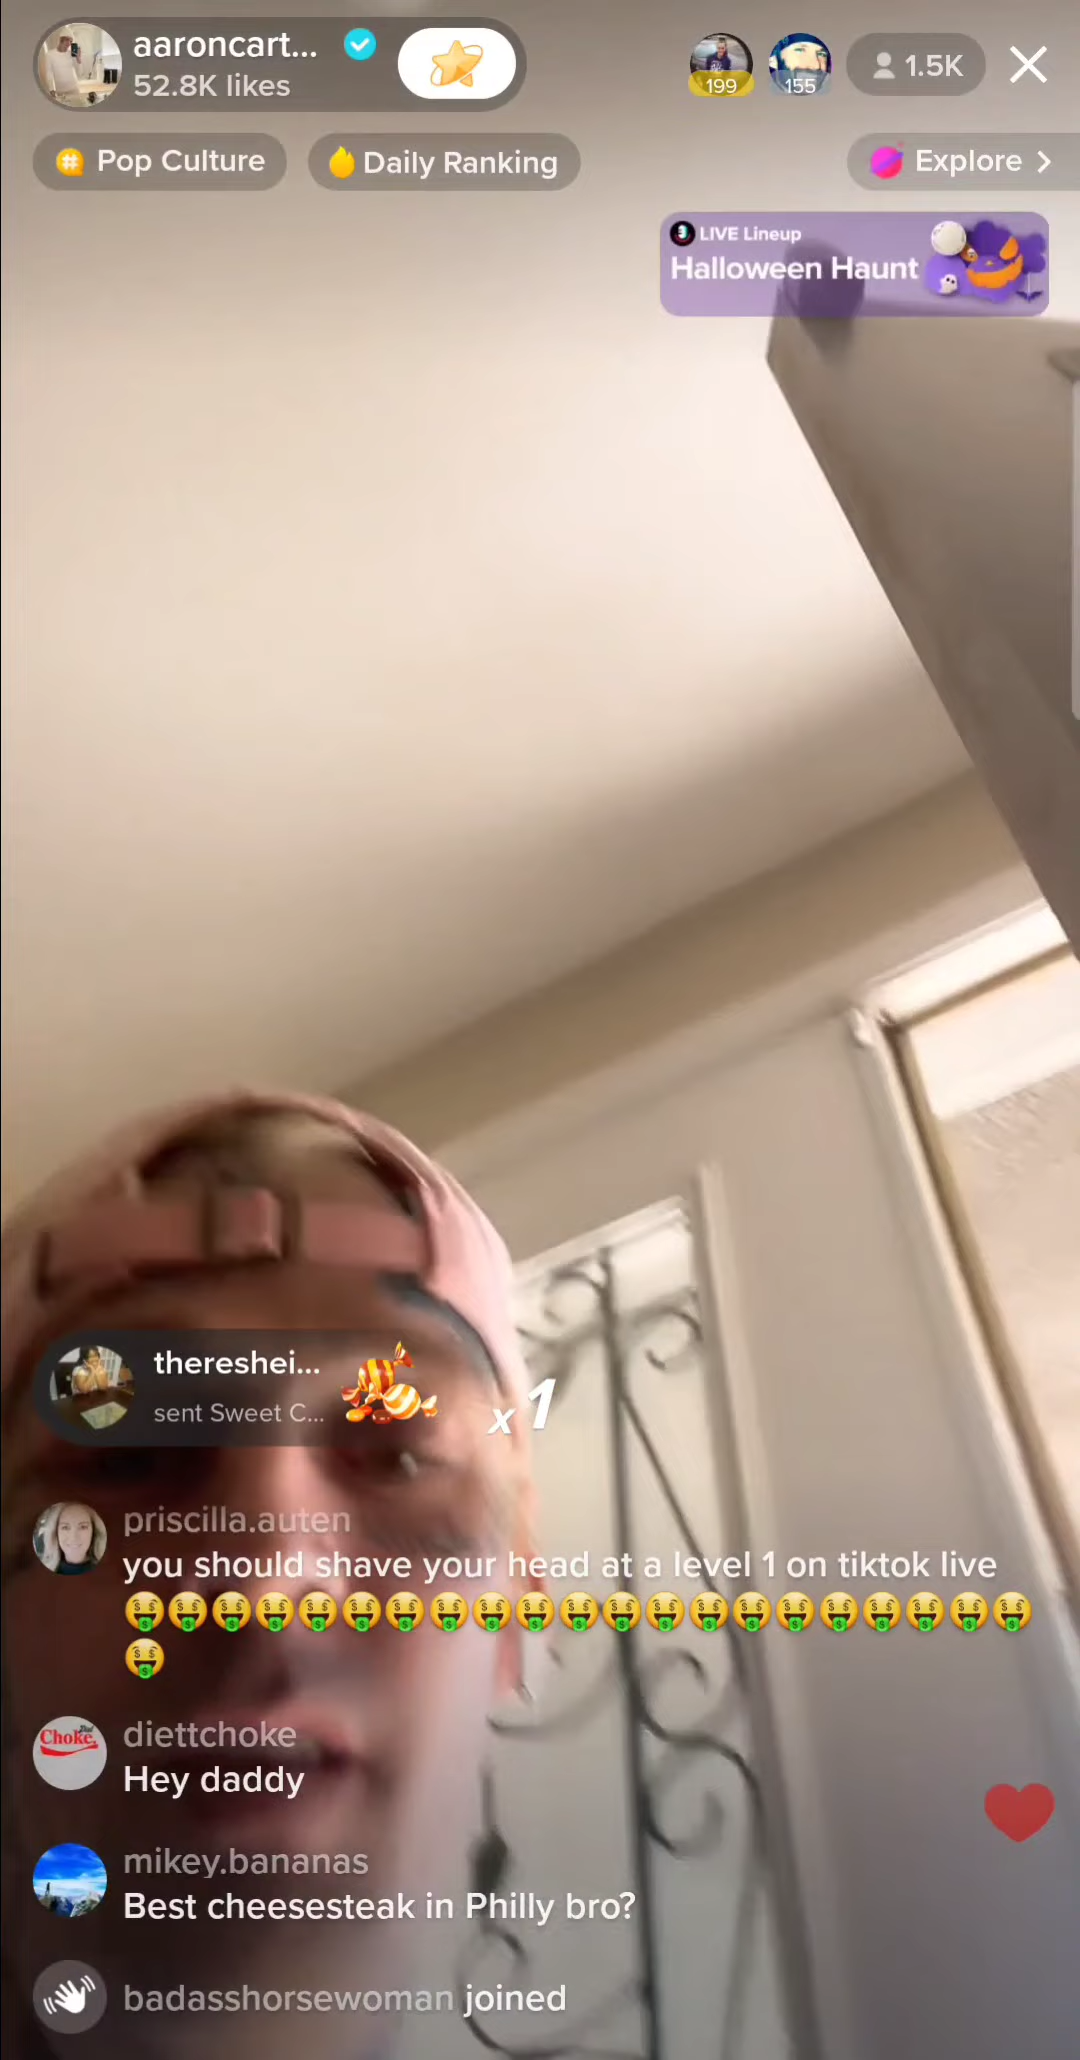 aaroncart...
52.8K likes
199
155
1.5K
Pop Culture
Daily Ranking
Explore
LIVE Lineup
Halloween Haunt
thereshei...
sent Sweet C...
x1
priscilla.auten
you should shave your head at a level 1 on tiktok live
🤑🤑🤑🤑🤑🤑🤑🤑🤑🤑🤑🤑🤑🤑🤑🤑🤑🤑🤑🤑🤑
🤑
Choke.
diettchoke
Hey daddy
mikey.bananas
Best cheesesteak in Philly bro?
badasshorsewoman joined